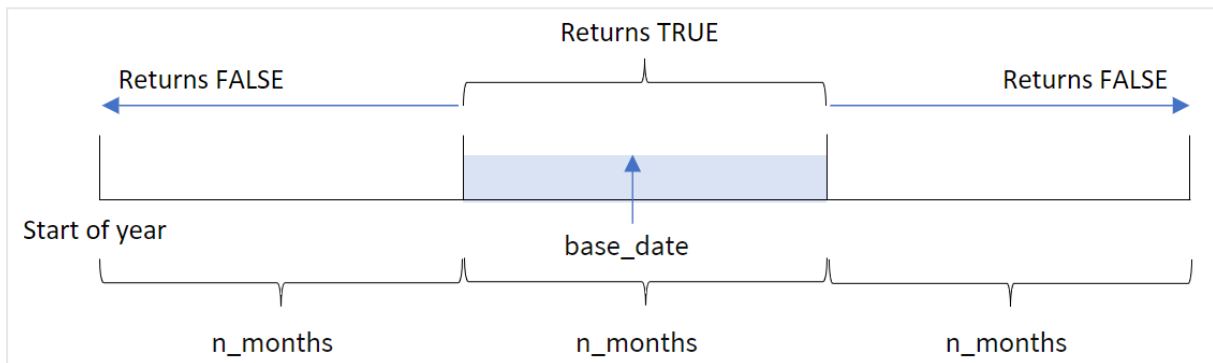 Returns TRUE
Returns FALSE
Returns FALSE
Start of year
base_date
n_months
n_months
n_months